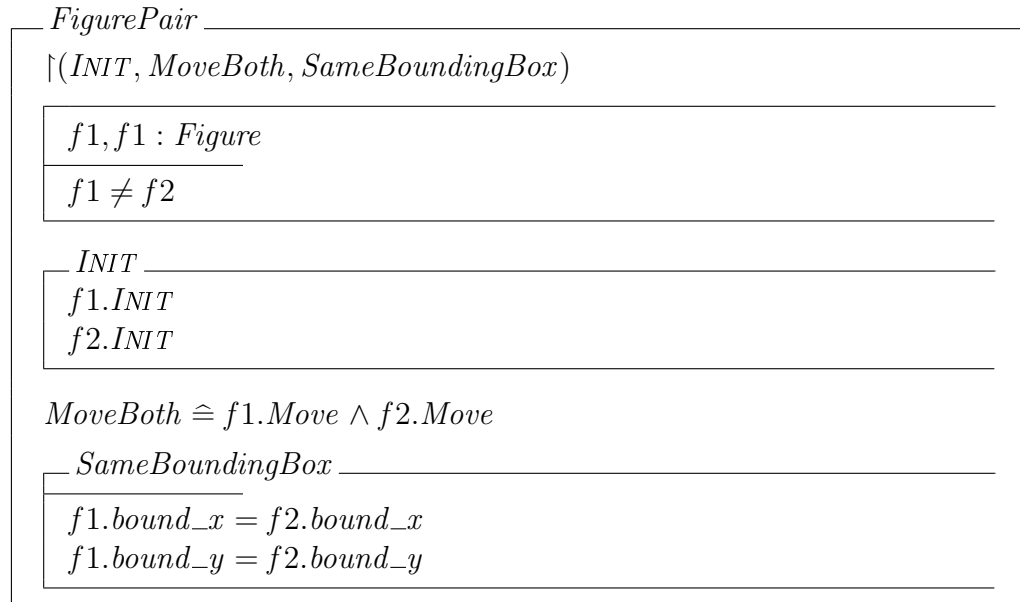 FigurePair
↾(INIT, MoveBoth, SameBoundingBox)
f1, f1 : Figure
f1 ≠ f2
INIT
f1.INIT
f2.INIT
MoveBoth ≙ f1.Move ∧ f2.Move
SameBoundingBox
f1.bound_x = f2.bound_x
f1.bound_y = f2.bound_y